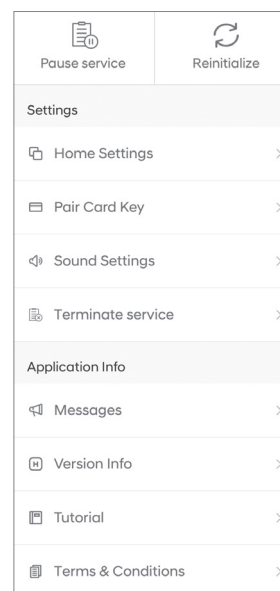 Pause service
Reinitialize
Settings
Home Settings
Pair Card Key
Sound Settings
Terminate service
Application Info
Messages
H Version Info
Tutorial
Terms & Conditions